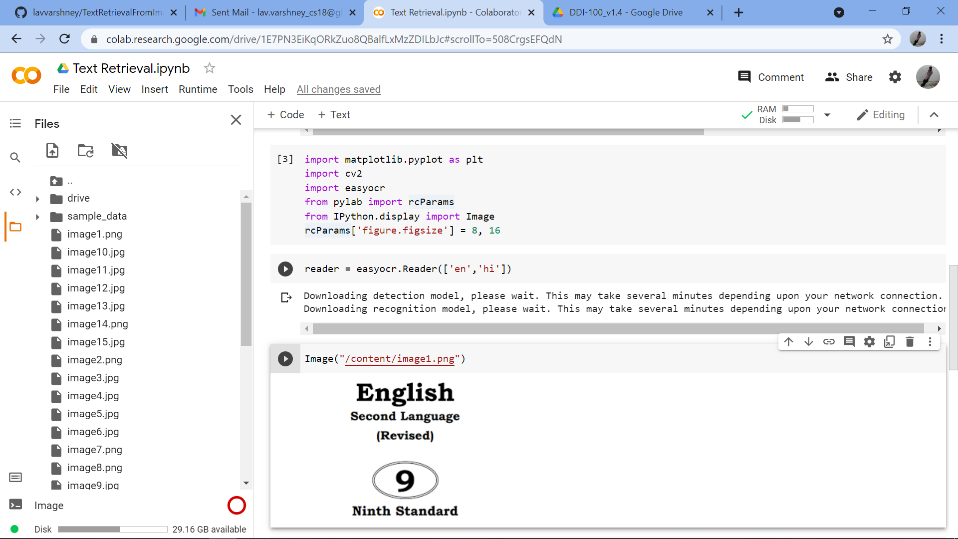 lavvarshney/TextRetrievalFromIm
Sent Mail - lav.varshney_cs18@gl
Text Retrieval.ipynb - Colaborato
DDI-100_v1.4 - Google Drive
colab.research.google.com/drive/1E7PN3EiKqORkZuo8QBalfLxMzZDILbJc#scrollTo=508CrgsEFQdN
Text Retrieval.ipynb
File Edit View Insert Runtime Tools Help All changes saved
Comment Share
Files
+ Code + Text
RAM
Disk
Editing
..
drive
sample_data
image1.png
image10.jpg
image11.jpg
image12.jpg
image13.jpg
image14.png
image15.jpg
image2.png
image3.jpg
image4.jpg
image5.jpg
image6.jpg
image7.png
image8.png
image9.jpg
Image
Disk 29.16 GB available
[3] import matplotlib.pyplot as plt
import cv2
import easyocr
from pylab import rcParams
from IPython.display import Image
rcParams['figure.figsize'] = 8, 16
reader = easyocr.Reader(['en','hi'])
Downloading detection model, please wait. This may take several minutes depending upon your network connection.
Downloading recognition model, please wait. This may take several minutes depending upon your network connection
Image("/content/image1.png")
English
Second Language
(Revised)
9
Ninth Standard